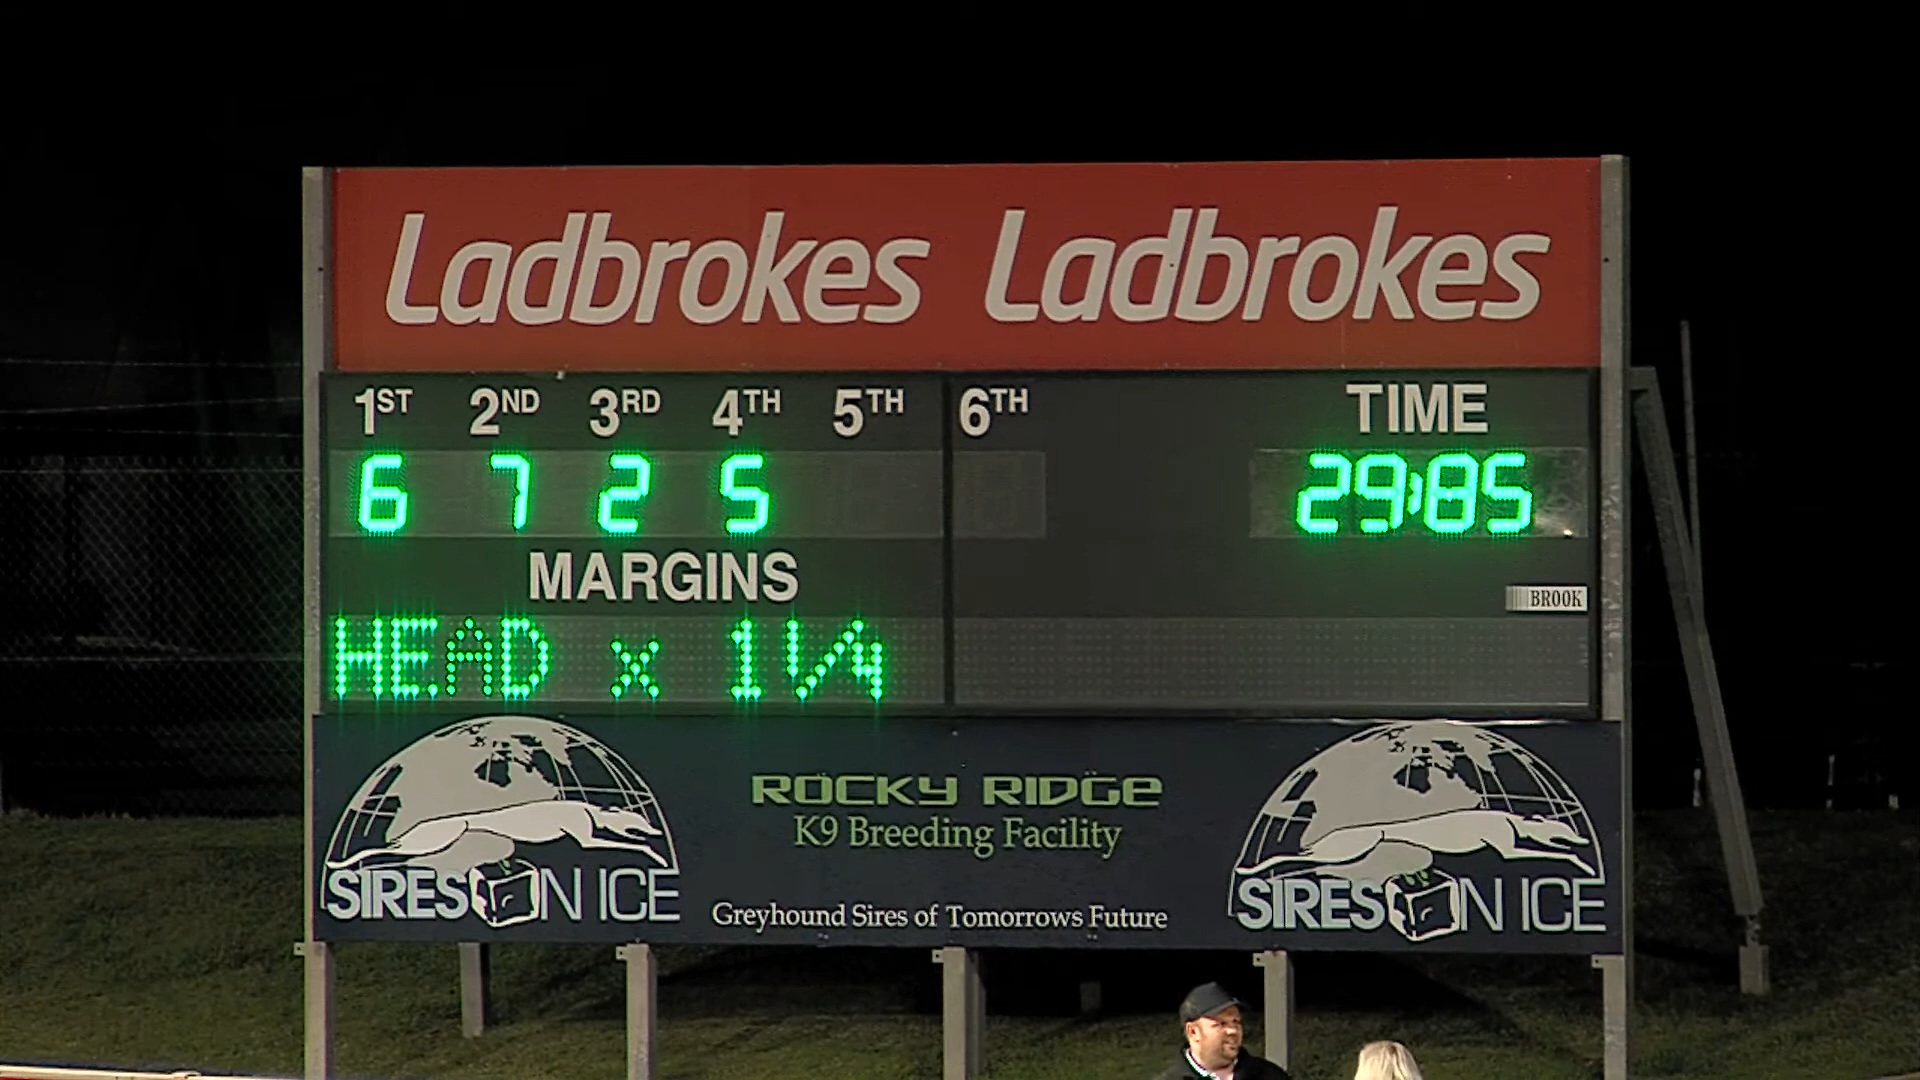 Ladbrokes Ladbrokes
1ST 2ND 3RD 4TH 5TH 6TH TIME
6 7 2 5 29:85
MARGINS
BROOK
HEAD x 1 1/4
ROCKY RIDGE
K9 Breeding Facility
SIRES ON ICE
Greyhound Sires of Tomorrows Future
SIRES ON ICE